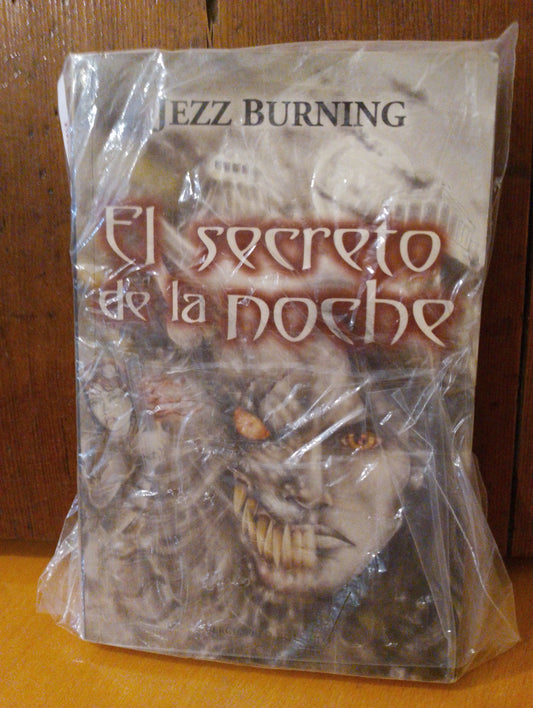 JEZZ BURNING
El secreto
de la noche